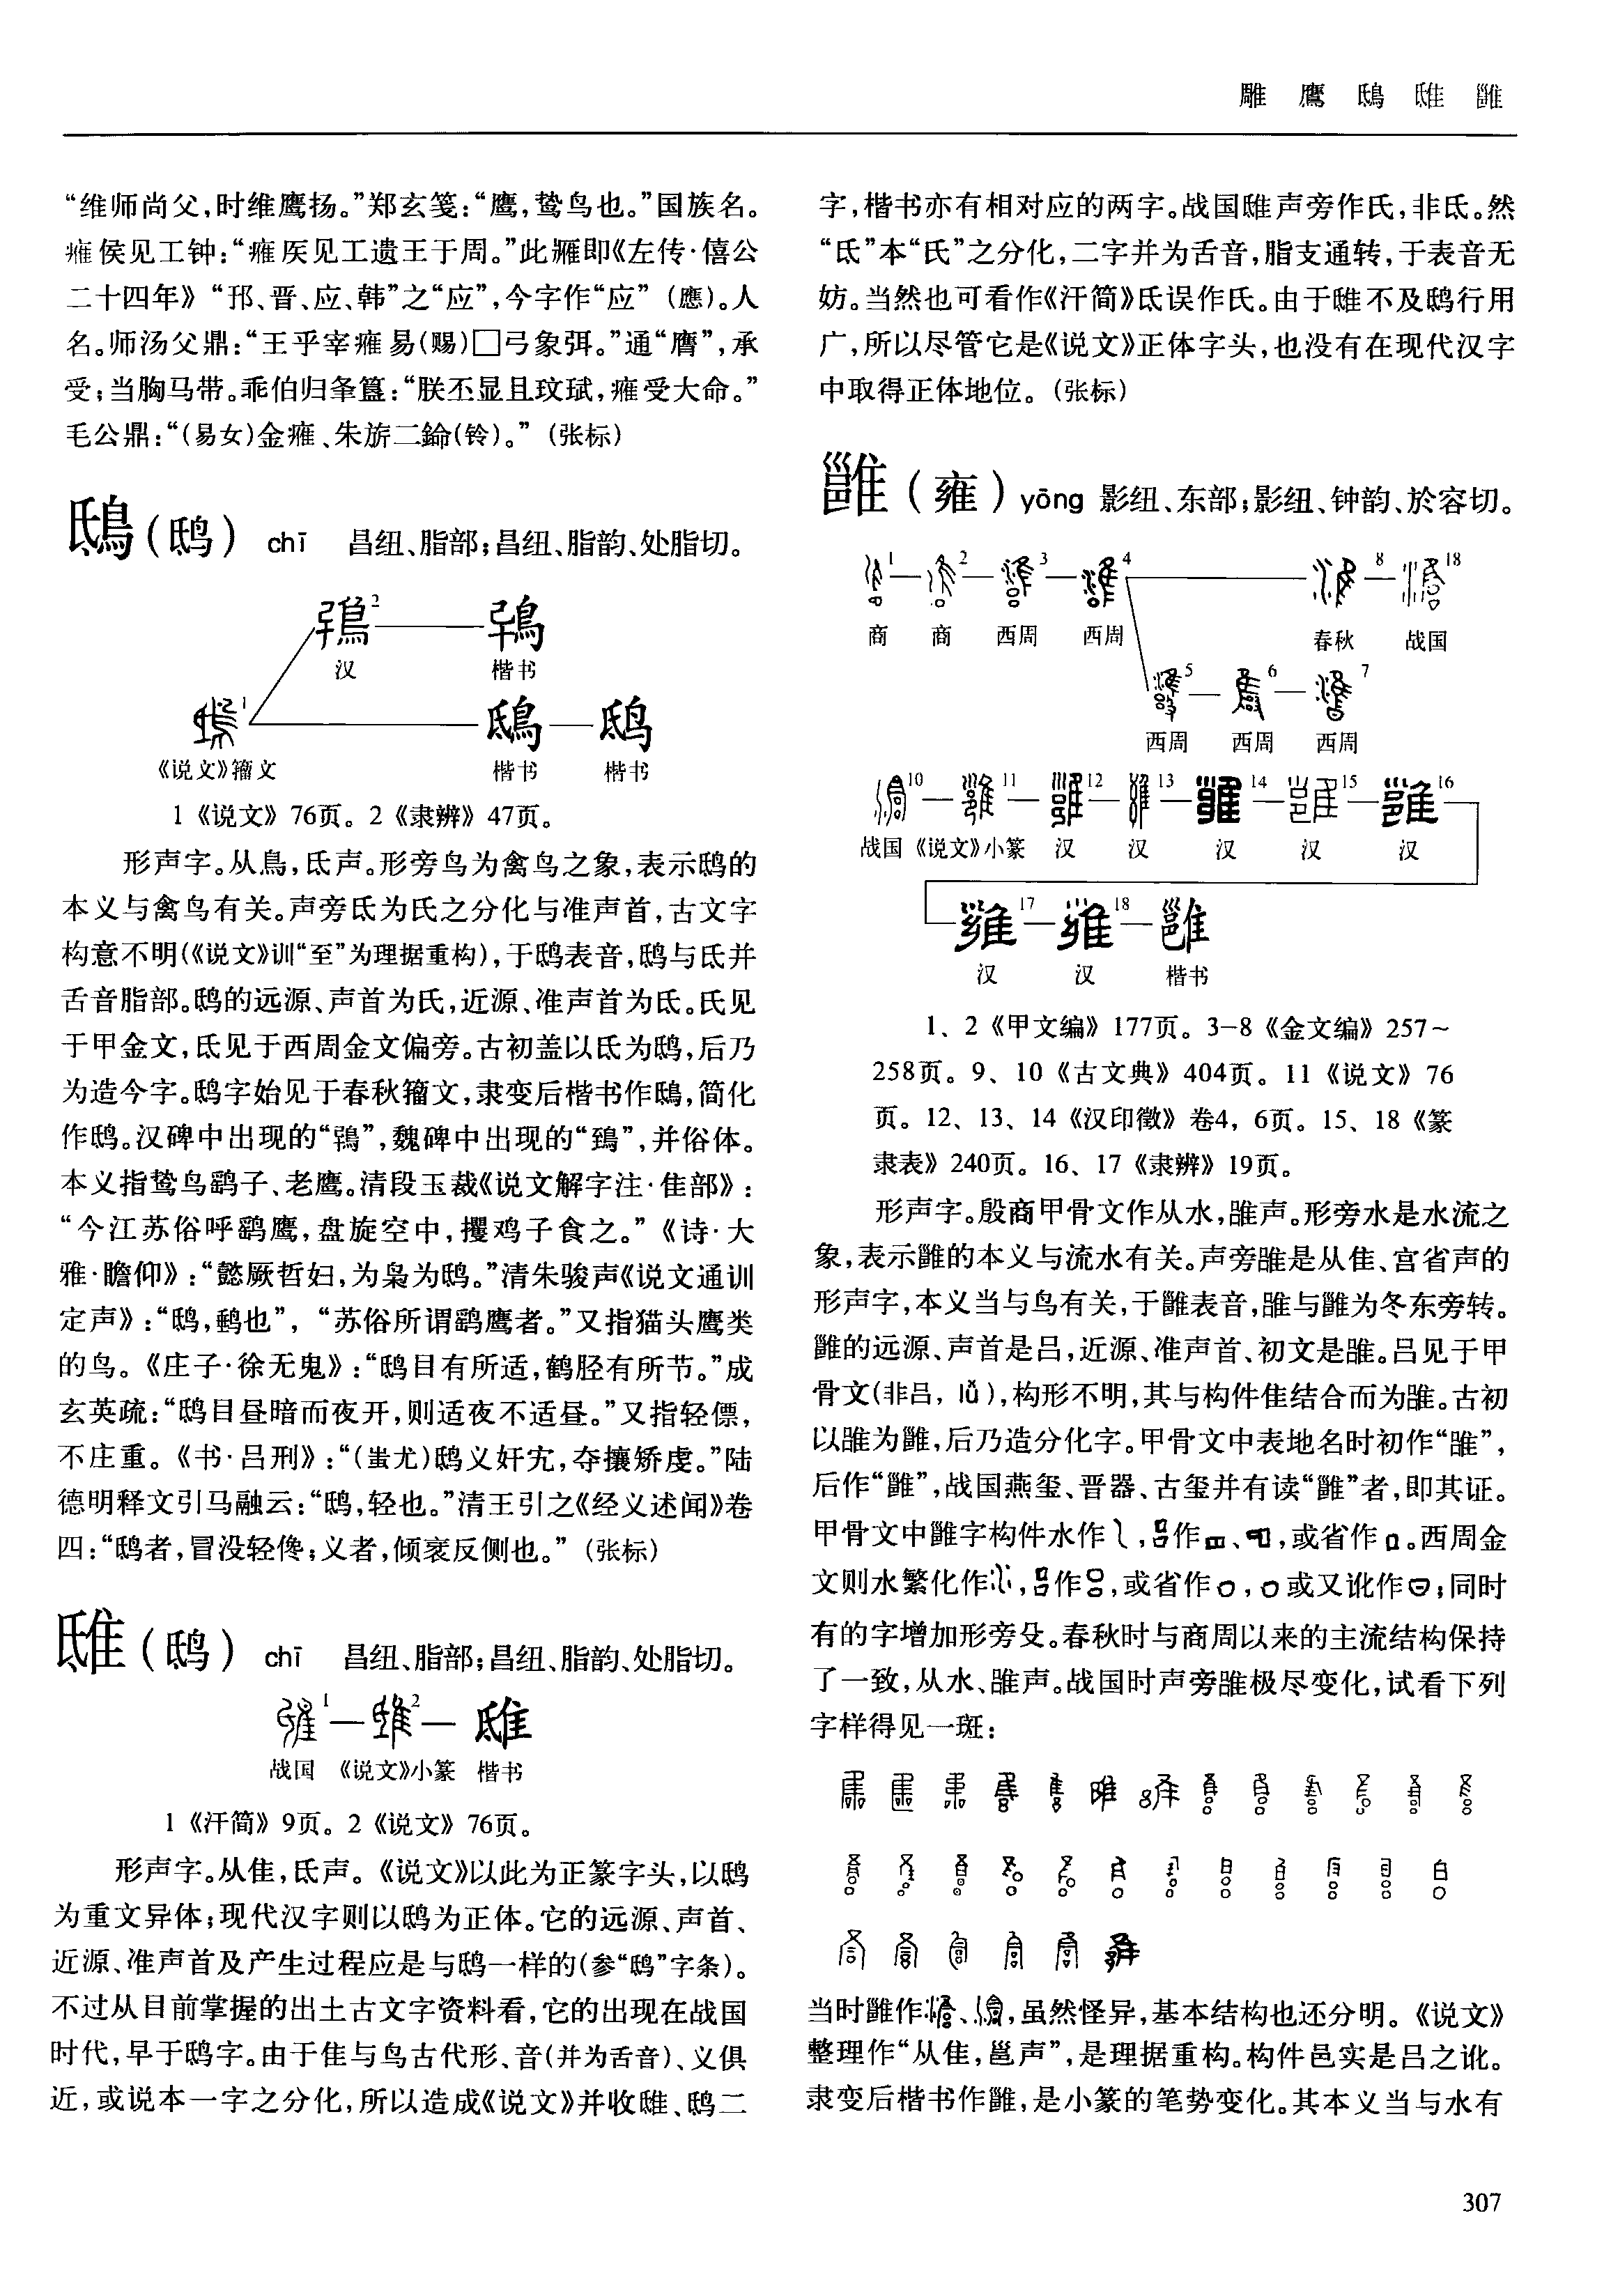 雕 鷹 鴟 雎 雝
“维师尚父，时维鹰扬。”郑玄笺：“鹰，鸷鸟也。”国族名。
侯见工钟：“ 医见工遗王于周。”此 即《左传·僖公
二十四年》“邘、晋、应、韩”之“应”，今字作“应”（應）。人
名。师汤父鼎：“王乎宰 易(赐)□弓象弭。”通“膺”，承
受；当胸马带。乖伯归夆簋：“朕丕显且玟珷， 受大命。”
毛公鼎：“(易女)金 、朱旂二鑰(铃)。”（张标）
鴟（鸱） chī 昌纽、脂部；昌纽、脂韵、处脂切。
2
汉 楷书
鴟 鸱
1
《说文》籀文 楷书 楷书
1《说文》76页。2《隶辨》47页。
形声字。从鳥，氐声。形旁鸟为禽鸟之象，表示鸱的
本义与禽鸟有关。声旁氐为氏之分化与准声首，古文字
构意不明(《说文》训“至”为理据重构)，于鸱表音，鸱与氐并
舌音脂部。鸱的远源、声首为氏，近源、准声首为氐。氏见
于甲金文，氐见于西周金文偏旁。古初盖以氐为鸱，后乃
为造今字。鸱字始见于春秋籀文，隶变后楷书作鴟，简化
作鸱。汉碑中出现的“ ”，魏碑中出现的“鵄”，并俗体。
本义指鸷鸟鹞子、老鹰。清段玉裁《说文解字注·隹部》：
“今江苏俗呼鹞鹰，盘旋空中，攫鸡子食之。”《诗·大
雅·瞻仰》：“懿厥哲妇，为枭为鸱。”清朱骏声《说文通训
定声》：“鸱，鹞也”，“苏俗所谓鹞鹰者。”又指猫头鹰类
的鸟。《庄子·徐无鬼》：“鸱目有所适，鹤胫有所节。”成
玄英疏：“鸱目昼暗而夜开，则适夜不适昼。”又指轻僄，
不庄重。《书·吕刑》：“(蚩尤)鸱义奸宄，夺攘矫虔。”陆
德明释文引马融云：“鸱，轻也。”清王引之《经义述闻》卷
四：“鸱者，冒没轻儳；义者，倾衺反侧也。”（张标）
䧴（鸱） chī 昌纽、脂部；昌纽、脂韵、处脂切。
1 2 䧴
战国 《说文》小篆 楷书
1《汗简》9页。2《说文》76页。
形声字。从隹，氐声。《说文》以此为正篆字头，以鸱
为重文异体；现代汉字则以鸱为正体。它的远源、声首、
近源、准声首及产生过程应是与鸱一样的(参“鸱”字条)。
不过从目前掌握的出土古文字资料看，它的出现在战国
时代，早于鸱字。由于隹与鸟古代形、音(并为舌音)、义俱
近，或说本一字之分化，所以造成《说文》并收䧴、鸱二
字，楷书亦有相对应的两字。战国䧴声旁作氏，非氐。然
“氐”本“氏”之分化，二字并为舌音，脂支通转，于表音无
妨。当然也可看作《汗简》氐误作氏。由于䧴不及鸱行用
广，所以尽管它是《说文》正体字头，也没有在现代汉字
中取得正体地位。（张标）
雝（雍）yōng 影纽、东部；影纽、钟韵、於容切。
1 2 3 4 8 18
商 商 西周 西周 春秋 战国
5 6 7
西周 西周 西周
10 11 12 13 14 15 16
战国 《说文》小篆 汉 汉 汉 汉 汉
17 18 雝
汉 汉 楷书
1、2《甲文编》177页。3-8《金文编》257~
258页。9、10《古文典》404页。11《说文》76
页。12、13、14《汉印徵》卷4，6页。15、18《篆
隶表》240页。16、17《隶辨》19页。
形声字。殷商甲骨文作从水，雖声。形旁水是水流之
象，表示雝的本义与流水有关。声旁 是从隹、宫省声的
形声字，本义当与鸟有关，于雝表音， 与雝为冬东旁转。
雝的远源、声首是吕，近源、准声首、初文是 。吕见于甲
骨文(非吕，lǚ)，构形不明，其与构件隹结合而为 。古初
以 为雝，后乃造分化字。甲骨文中表地名时初作“ ”，
后作“雝”，战国燕玺、晋器、古玺并有读“雝”者，即其证。
甲骨文中雝字构件水作 ， 作 、 ，或省作 。西周金
文则水繁化作 ， 作 ，或省作 ， 或又讹作 ；同时
有的字增加形旁殳。春秋时与商周以来的主流结构保持
了一致，从水、 声。战国时声旁 极尽变化，试看下列
字样得见一斑：
当时雝作 、 ，虽然怪异，基本结构也还分明。《说文》
整理作“从隹，邕声”，是理据重构。构件邑实是吕之讹。
隶变后楷书作雝，是小篆的笔势变化。其本义当与水有
307